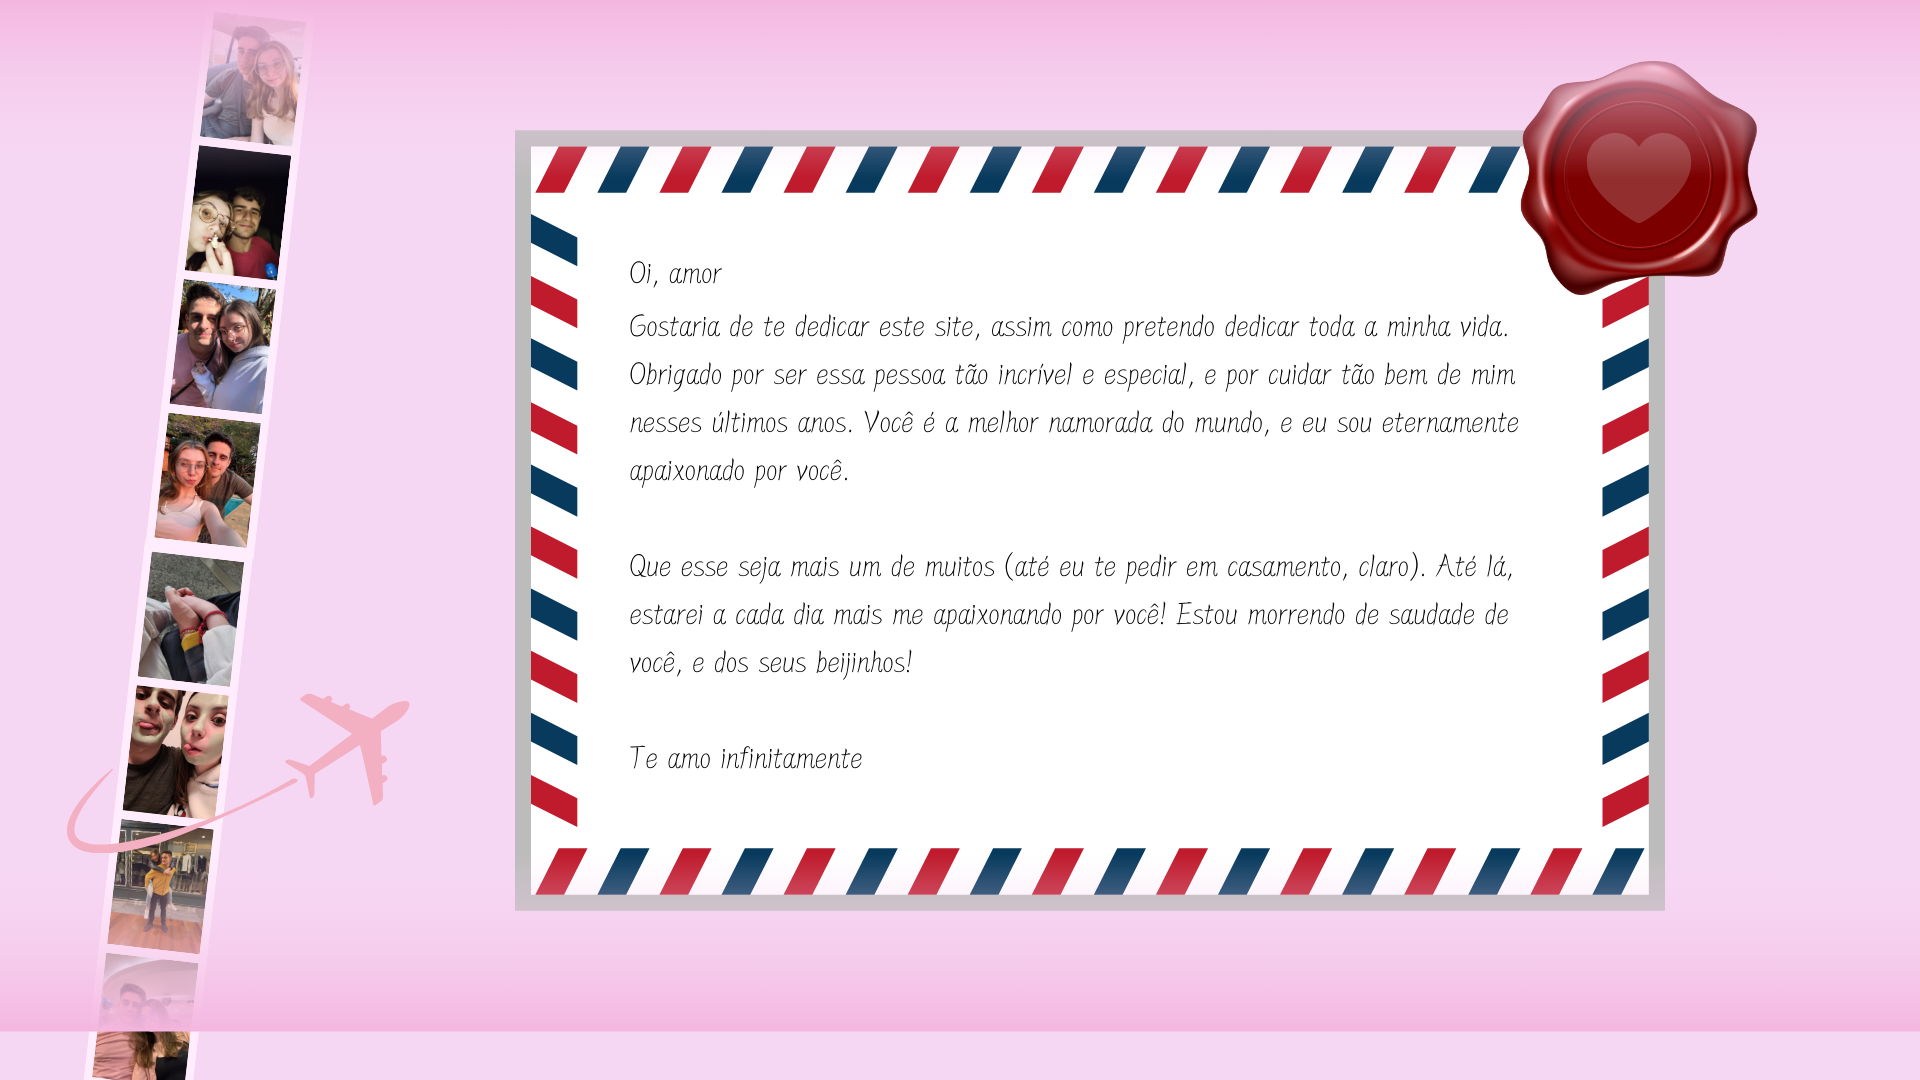 Oi, amor
Gostaria de te dedicar este site, assim como pretendo dedicar toda a minha vida.
Obrigado por ser essa pessoa tão incrível e especial, e por cuidar tão bem de mim
nesses últimos anos. Você é a melhor namorada do mundo, e eu sou eternamente
apaixonado por você.
Que esse seja mais um de muitos (até eu te pedir em casamento, claro). Até lá,
estarei a cada dia mais me apaixonando por você! Estou morrendo de saudade de
você, e dos seus beijinhos!
Te amo infinitamente